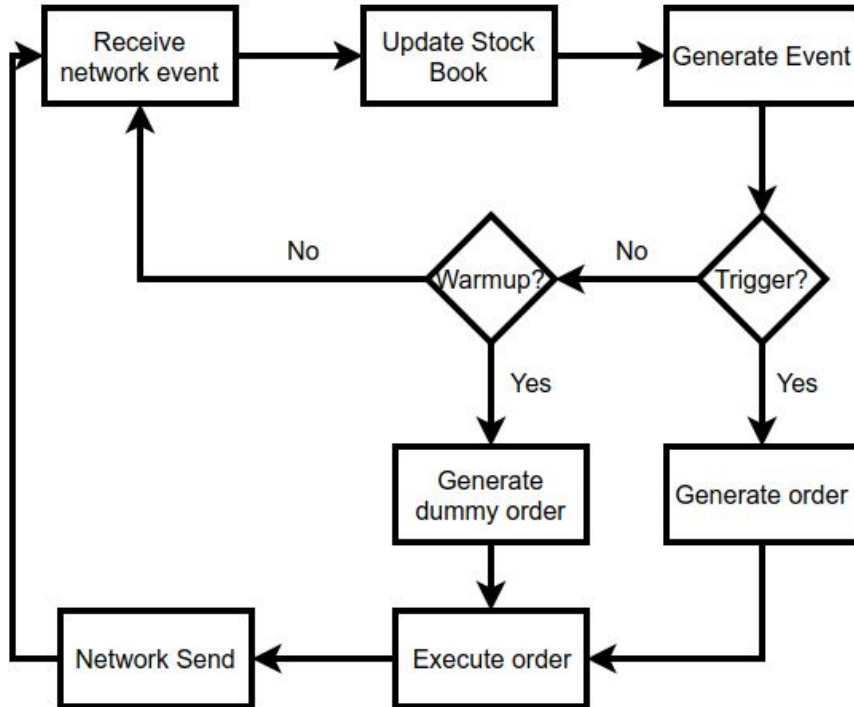 Receive
network event
Update Stock
Book
Generate Event
No
Warmup?
No
Trigger?
Yes
Yes
Generate
dummy order
Generate order
Network Send
Execute order